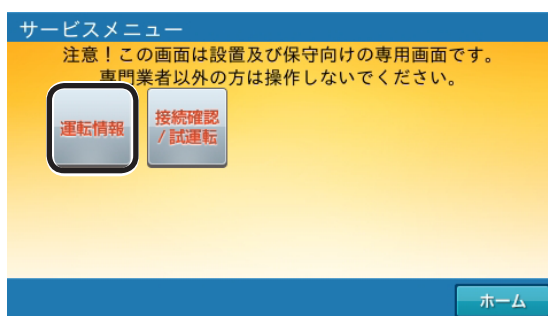 サービスメニュー
注意！この画面は設置及び保守向けの専用画面です。
専門業者以外の方は操作しないでください。
運転情報
接続確認
/ 試運転
ホーム